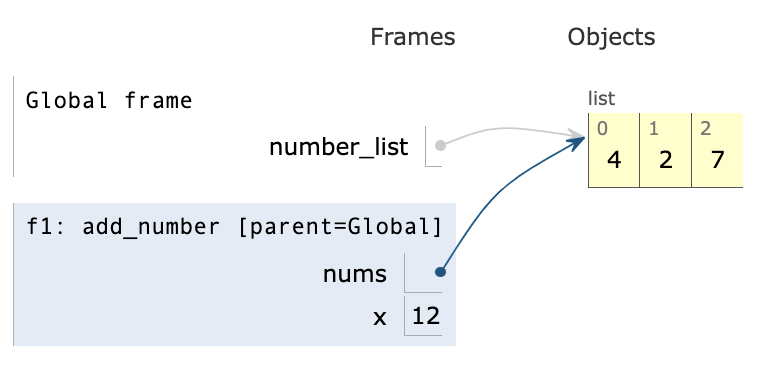 Frames Objects
Global frame
list
0 1 2
number_list
4 2 7
f1: add_number [parent=Global]
nums
x 12